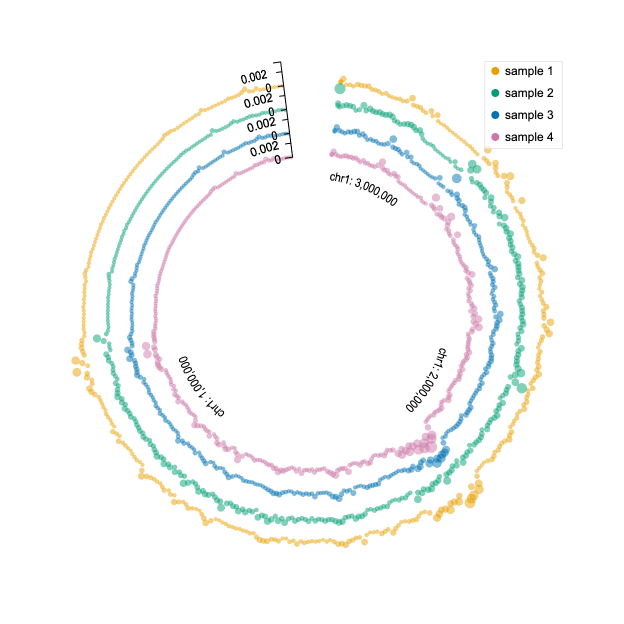 0.002
0
0.002
0
0.002
0
0.002
0
sample 1
sample 2
sample 3
sample 4
chr1: 3,000,000
chr1: 2,000,000
chr1: 1,000,000